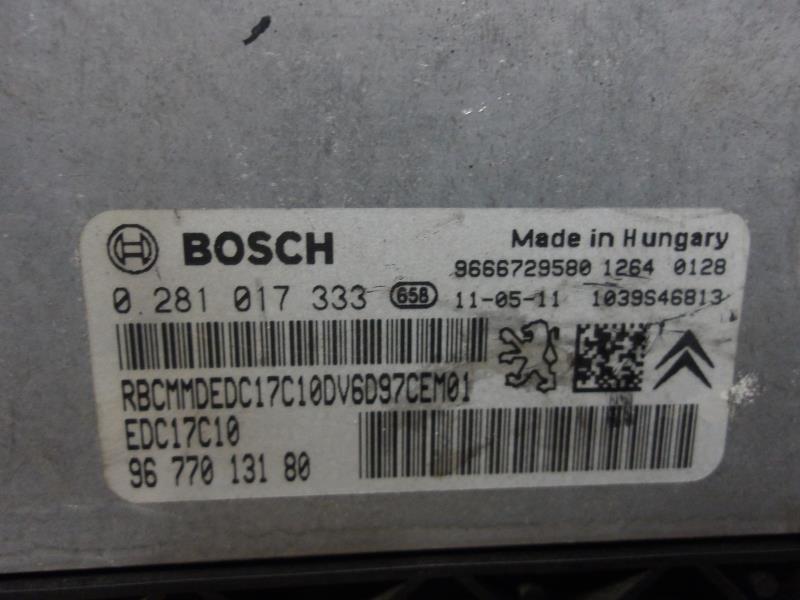 BOSCH
Made in Hungary
9666729580 1264 0128
0 281 017 333 658 11-05-11 1039S46813
RBCMMDEDC17C10DV6D97CEM01
EDC17C10
96 770 131 80